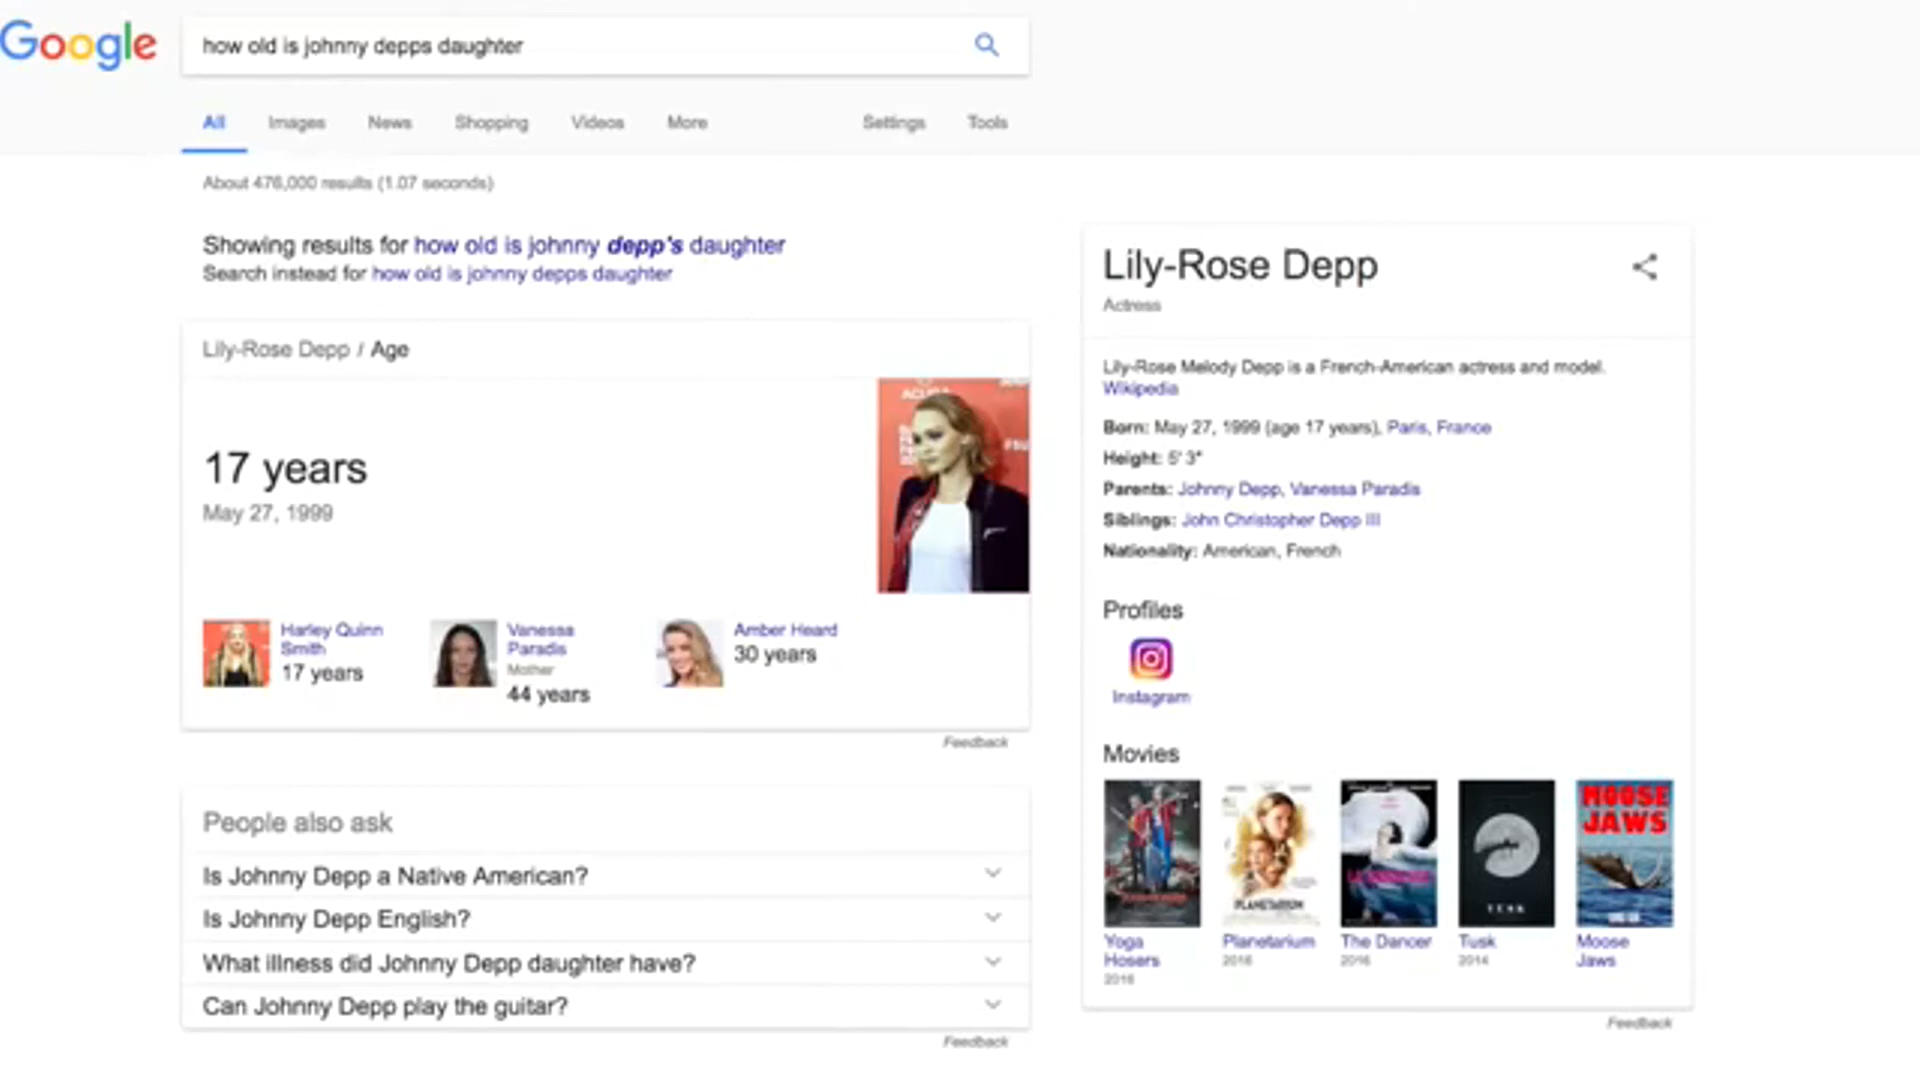 Google
how old is johnny depps daughter
All Images News Shopping Videos More Settings Tools
About 476,000 results (1.07 seconds)
Showing results for how old is johnny depp's daughter
Search instead for how old is johnny depps daughter
Lily-Rose Depp / Age
17 years
May 27, 1999
Harley Quinn
Smith
17 years
Vanessa
Paradis
Mother
44 years
Amber Heard
30 years
Feedback
People also ask
Is Johnny Depp a Native American?
Is Johnny Depp English?
What illness did Johnny Depp daughter have?
Can Johnny Depp play the guitar?
Feedback
Lily-Rose Depp
Actress
Lily-Rose Melody Depp is a French-American actress and model.
Wikipedia
Born: May 27, 1999 (age 17 years), Paris, France
Height: 5' 3"
Parents: Johnny Depp, Vanessa Paradis
Siblings: John Christopher Depp III
Nationality: American, French
Profiles
Instagram
Movies
PLANETARIUM
TUSK
MOOSE
JAWS
Yoga
Hosers
2016
Planetarium
2016
The Dancer
2016
Tusk
2014
Moose
Jaws
Feedback